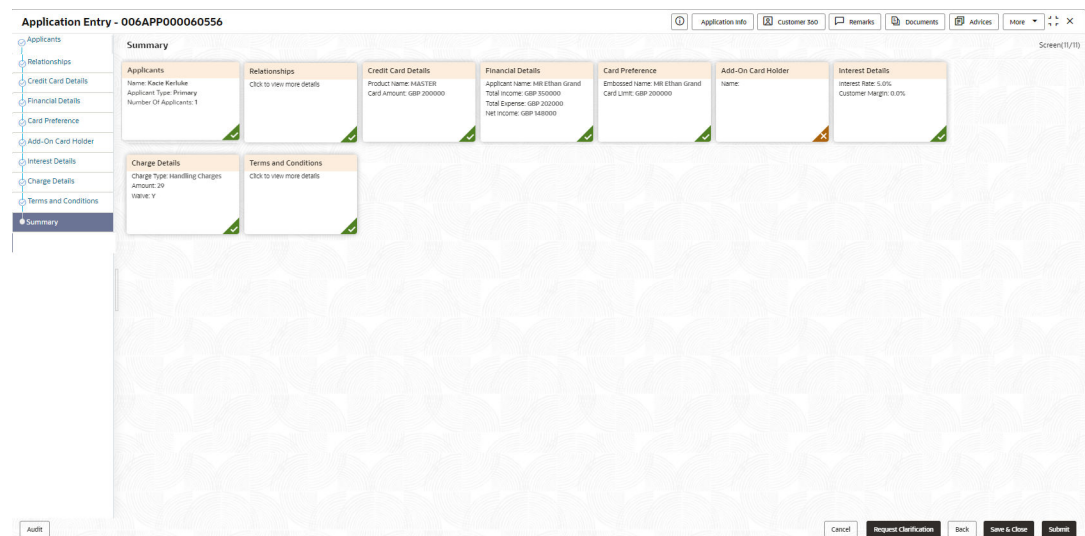 Application Entry - 006APP000060556
Application Info
Customer 360
Remarks
Documents
Advices
More
Applicants
Relationships
Credit Card Details
Financial Details
Card Preference
Add-On Card Holder
Interest Details
Charge Details
Terms and Conditions
Summary
Summary
Screen(11/11)
Applicants
Name: Kacie Kerluke
Applicant Type: Primary
Number Of Applicants: 1
Relationships
Click to view more details
Credit Card Details
Product Name: MASTER
Card Amount: GBP 200000
Financial Details
Applicant Name: MR Ethan Grand
Total Income: GBP 350000
Total Expense: GBP 202000
Net Income: GBP 148000
Card Preference
Embossed Name: MR Ethan Grand
Card Limit: GBP 200000
Add-On Card Holder
Name:
Interest Details
Interest Rate: 5.0%
Customer Margin: 0.0%
Charge Details
Charge Type: Handling Charges
Amount: 29
Waive: Y
Terms and Conditions
Click to view more details
Audit
Cancel
Request Clarification
Back
Save & Close
Submit